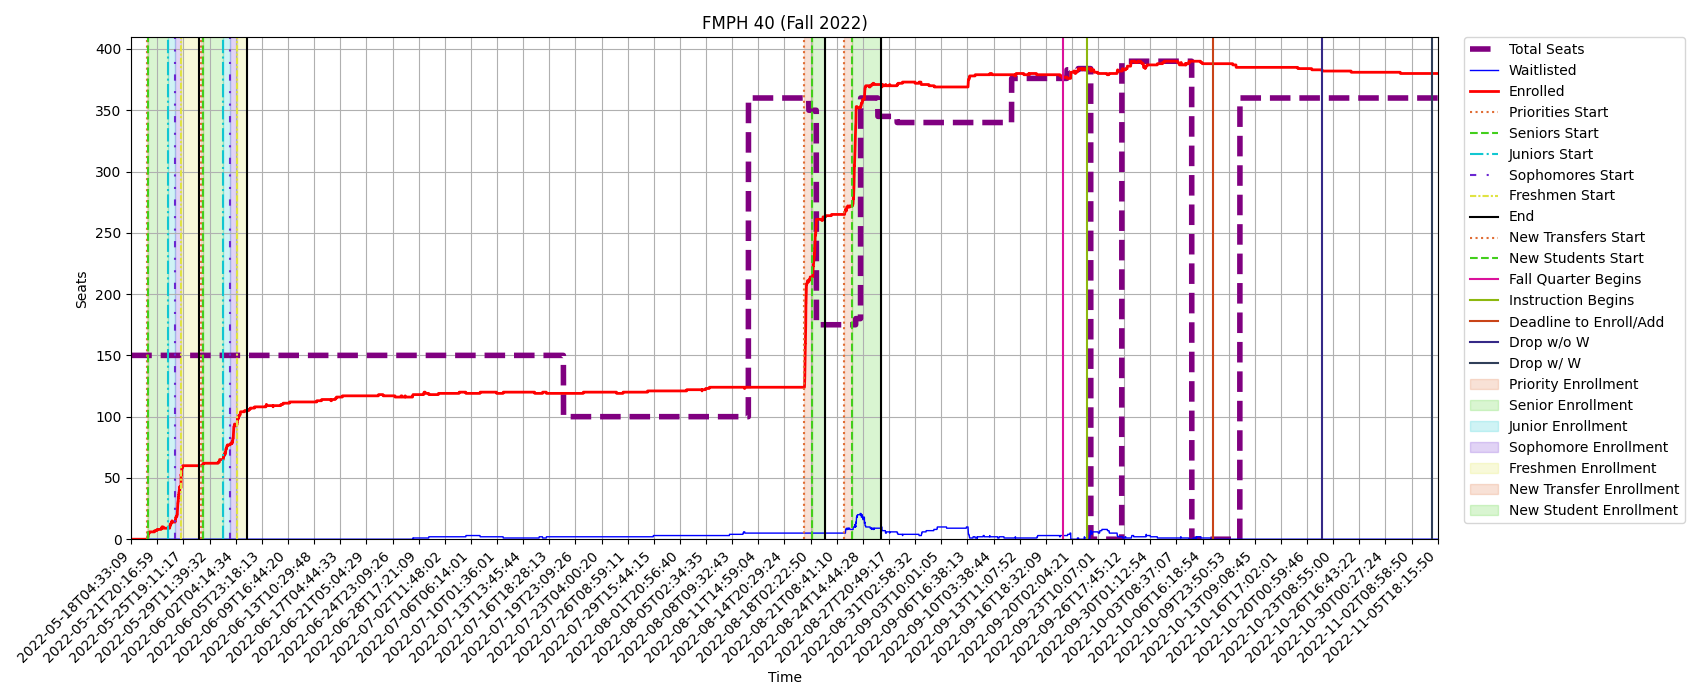 FMPH 40 (Fall 2022)
Seats
400
350
300
250
200
150
100
50
0
2022-05-18T04:33:09
2022-05-21T20:16:59
2022-05-25T19:11:17
2022-05-29T11:39:32
2022-06-02T04:14:34
2022-06-05T23:18:13
2022-06-09T16:44:20
2022-06-13T10:29:48
2022-06-17T04:44:33
2022-06-21T05:04:29
2022-06-24T23:09:26
2022-06-28T17:21:09
2022-07-02T11:48:02
2022-07-06T06:14:01
2022-07-10T01:36:01
2022-07-13T13:45:44
2022-07-16T18:28:13
2022-07-19T23:09:26
2022-07-23T04:00:20
2022-07-26T08:59:11
2022-07-29T15:44:15
2022-08-01T20:56:40
2022-08-05T02:34:35
2022-08-08T09:32:43
2022-08-11T14:59:04
2022-08-14T20:29:24
2022-08-18T02:22:50
2022-08-21T08:41:10
2022-08-24T14:44:28
2022-08-27T20:49:17
2022-08-31T02:58:32
2022-09-03T10:01:05
2022-09-06T16:38:13
2022-09-10T03:38:44
2022-09-13T11:07:52
2022-09-16T18:32:09
2022-09-20T02:04:21
2022-09-23T10:07:01
2022-09-26T17:45:12
2022-09-30T01:12:54
2022-10-03T08:37:07
2022-10-06T16:18:54
2022-10-09T23:50:53
2022-10-13T09:08:45
2022-10-16T17:02:01
2022-10-20T00:59:46
2022-10-23T08:55:00
2022-10-26T16:43:22
2022-10-30T00:27:24
2022-11-02T08:58:50
2022-11-05T18:15:50
Time
Total Seats
Waitlisted
Enrolled
Priorities Start
Seniors Start
Juniors Start
Sophomores Start
Freshmen Start
End
New Transfers Start
New Students Start
Fall Quarter Begins
Instruction Begins
Deadline to Enroll/Add
Drop w/o W
Drop w/ W
Priority Enrollment
Senior Enrollment
Junior Enrollment
Sophomore Enrollment
Freshmen Enrollment
New Transfer Enrollment
New Student Enrollment